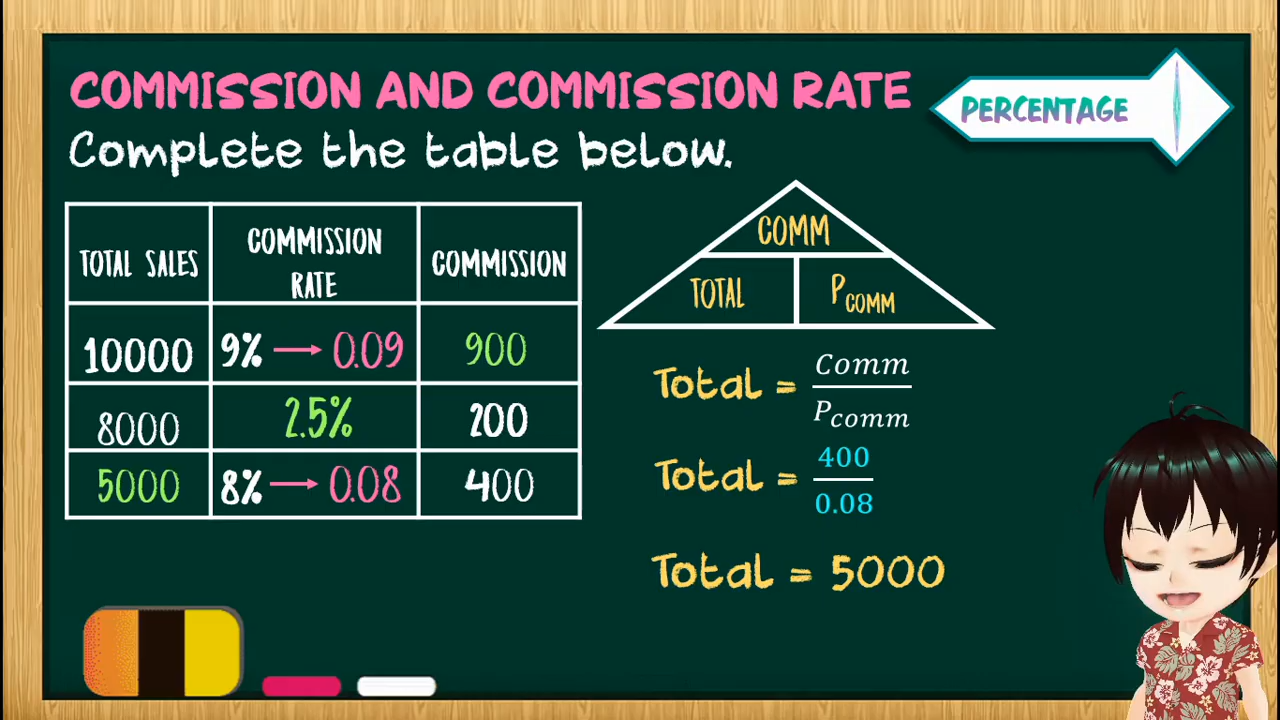 COMMISSION AND COMMISSION RATE
PERCENTAGE
Complete the table below.
TOTAL SALES COMMISSION RATE COMMISSION
10000 9% → 0.09 900
8000 2.5% 200
5000 8% → 0.08 400
COMM
TOTAL P_COMM
Total = Comm / P_comm
Total = 400 / 0.08
Total = 5000